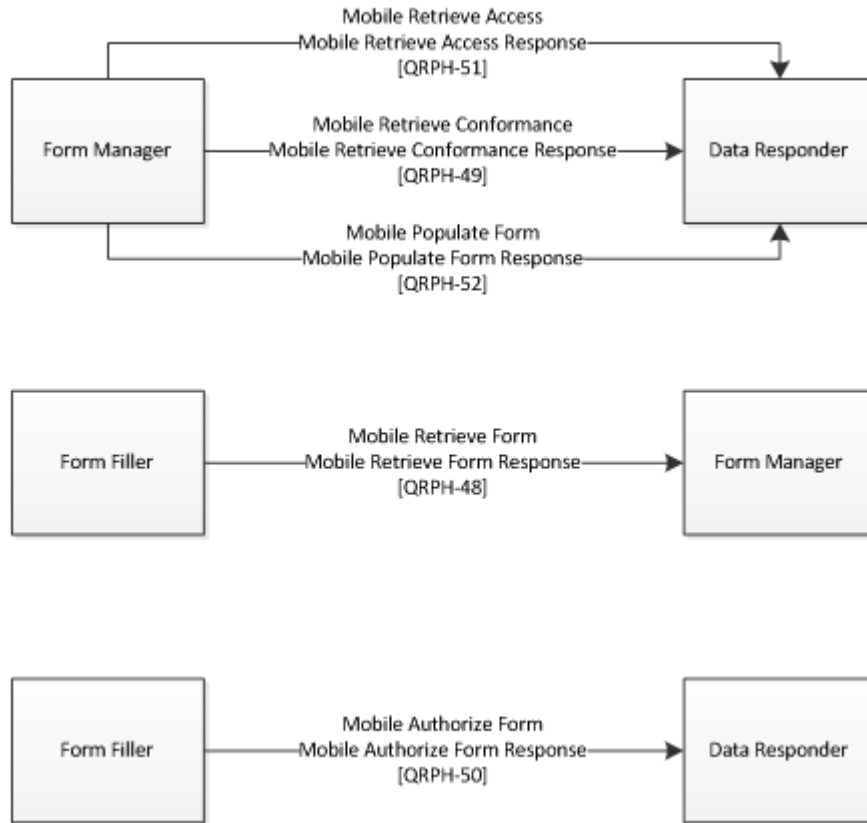 Mobile Retrieve Access
Mobile Retrieve Access Response
[QRPH-51]
Form Manager
Mobile Retrieve Conformance
Mobile Retrieve Conformance Response
[QRPH-49]
Data Responder
Mobile Populate Form
Mobile Populate Form Response
[QRPH-52]
Form Filler
Mobile Retrieve Form
Mobile Retrieve Form Response
[QRPH-48]
Form Manager
Form Filler
Mobile Authorize Form
Mobile Authorize Form Response
[QRPH-50]
Data Responder